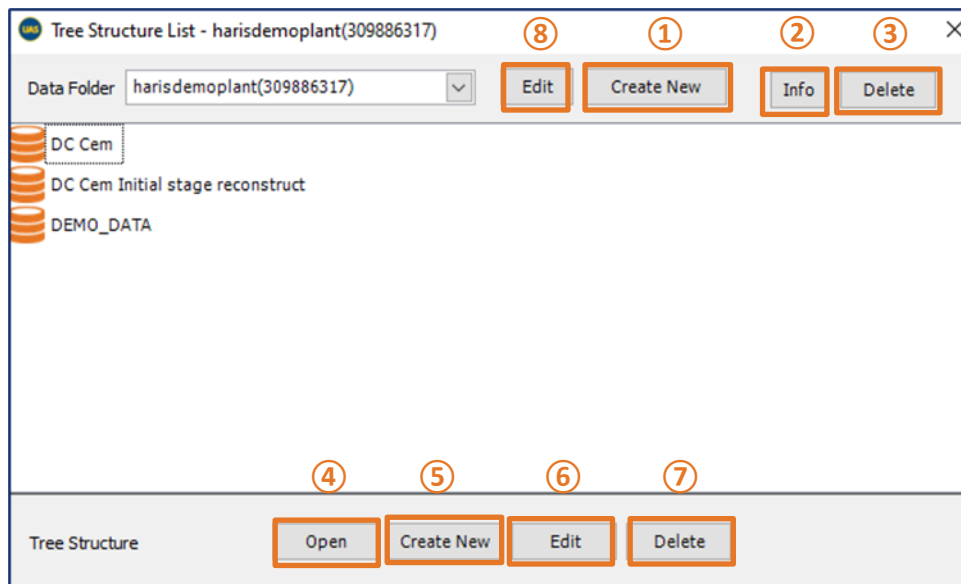 UAS Tree Structure List - harisdemoplant(309886317)
⑧ ① ② ③
Data Folder harisdemoplant(309886317) Edit Create New Info Delete
DC Cem
DC Cem Initial stage reconstruct
DEMO_DATA
④ ⑤ ⑥ ⑦
Tree Structure Open Create New Edit Delete